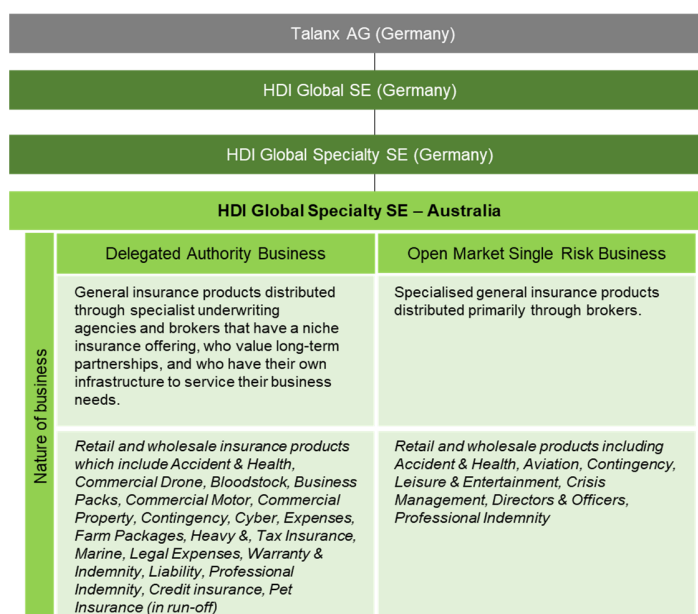 Talanx AG (Germany)
HDI Global SE (Germany)
HDI Global Specialty SE (Germany)
HDI Global Specialty SE – Australia
Nature of business
Delegated Authority Business
Open Market Single Risk Business
General insurance products distributed
through specialist underwriting
agencies and brokers that have a niche
insurance offering, who value long-term
partnerships, and who have their own
infrastructure to service their business
needs.
Specialised general insurance products
distributed primarily through brokers.
Retail and wholesale insurance products
which include Accident & Health,
Commercial Drone, Bloodstock, Business
Packs, Commercial Motor, Commercial
Property, Contingency, Cyber, Expenses,
Farm Packages, Heavy &, Tax Insurance,
Marine, Legal Expenses, Warranty &
Indemnity, Liability, Professional
Indemnity, Credit insurance, Pet
Insurance (in run-off)
Retail and wholesale products including
Accident & Health, Aviation, Contingency,
Leisure & Entertainment, Crisis
Management, Directors & Officers,
Professional Indemnity